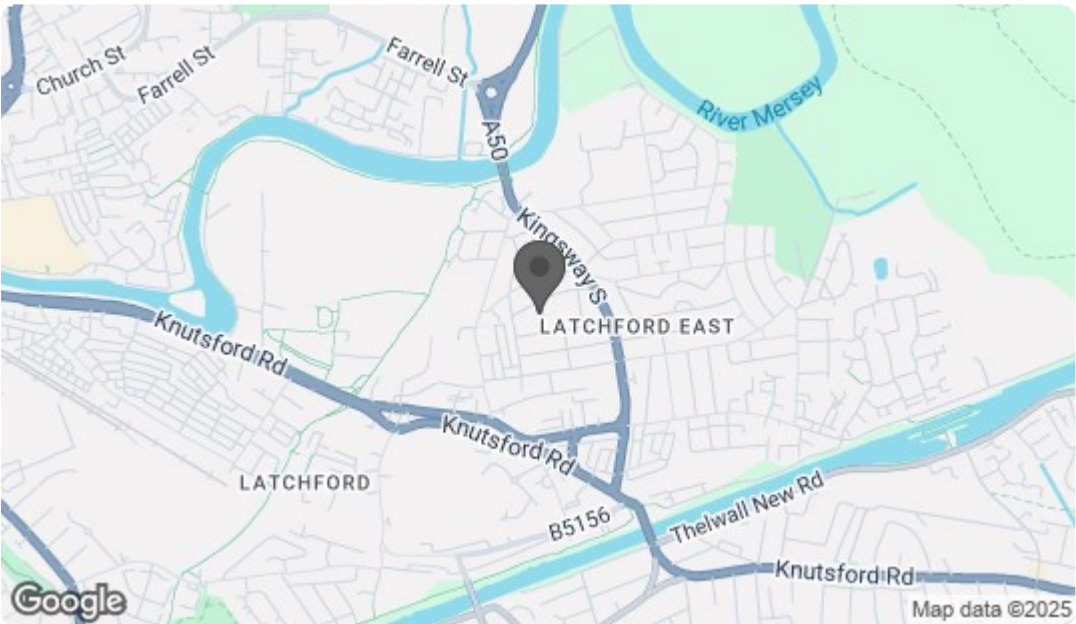 Church St
Farrell St
Farrell St
A50
River Mersey
Kingsway S
LATCHFORD EAST
Knutsford Rd
Knutsford Rd
LATCHFORD
B5156
Thelwall New Rd
Knutsford Rd
Google
Map data ©2025